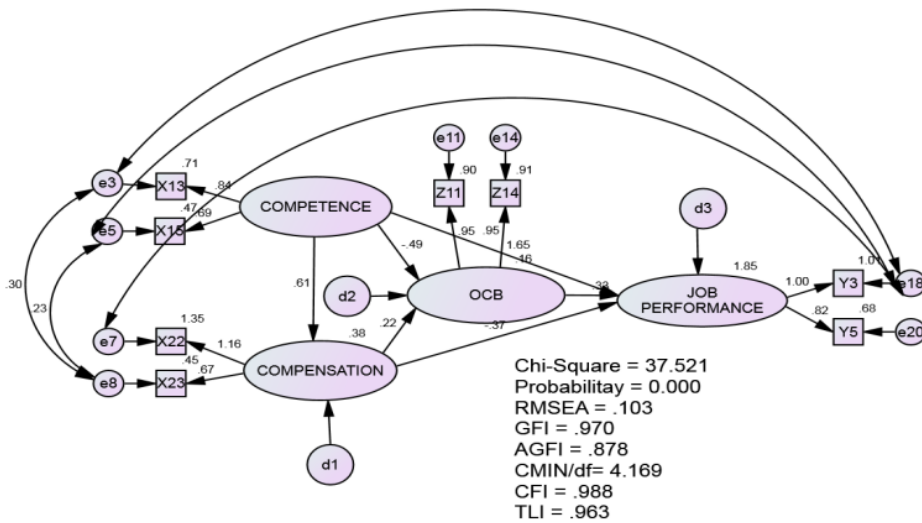 e11
e14
.90
.91
.71
e3
X13
.84
Z11
Z14
COMPETENCE
d3
.47
.69
e5
X15
.95
.95
1.65
.46
-.49
1.85
1.01
.30
.61
1.00
Y3
e18
d2
OCB
.33
JOB
PERFORMANCE
.23
1.35
.22
-.37
.82
.68
e7
X22
1.16
.38
Y5
e20
.45
.67
COMPENSATION
e8
X23
d1
Chi-Square = 37.521
Probabilitay = 0.000
RMSEA = .103
GFI = .970
AGFI = .878
CMIN/df= 4.169
CFI = .988
TLI = .963